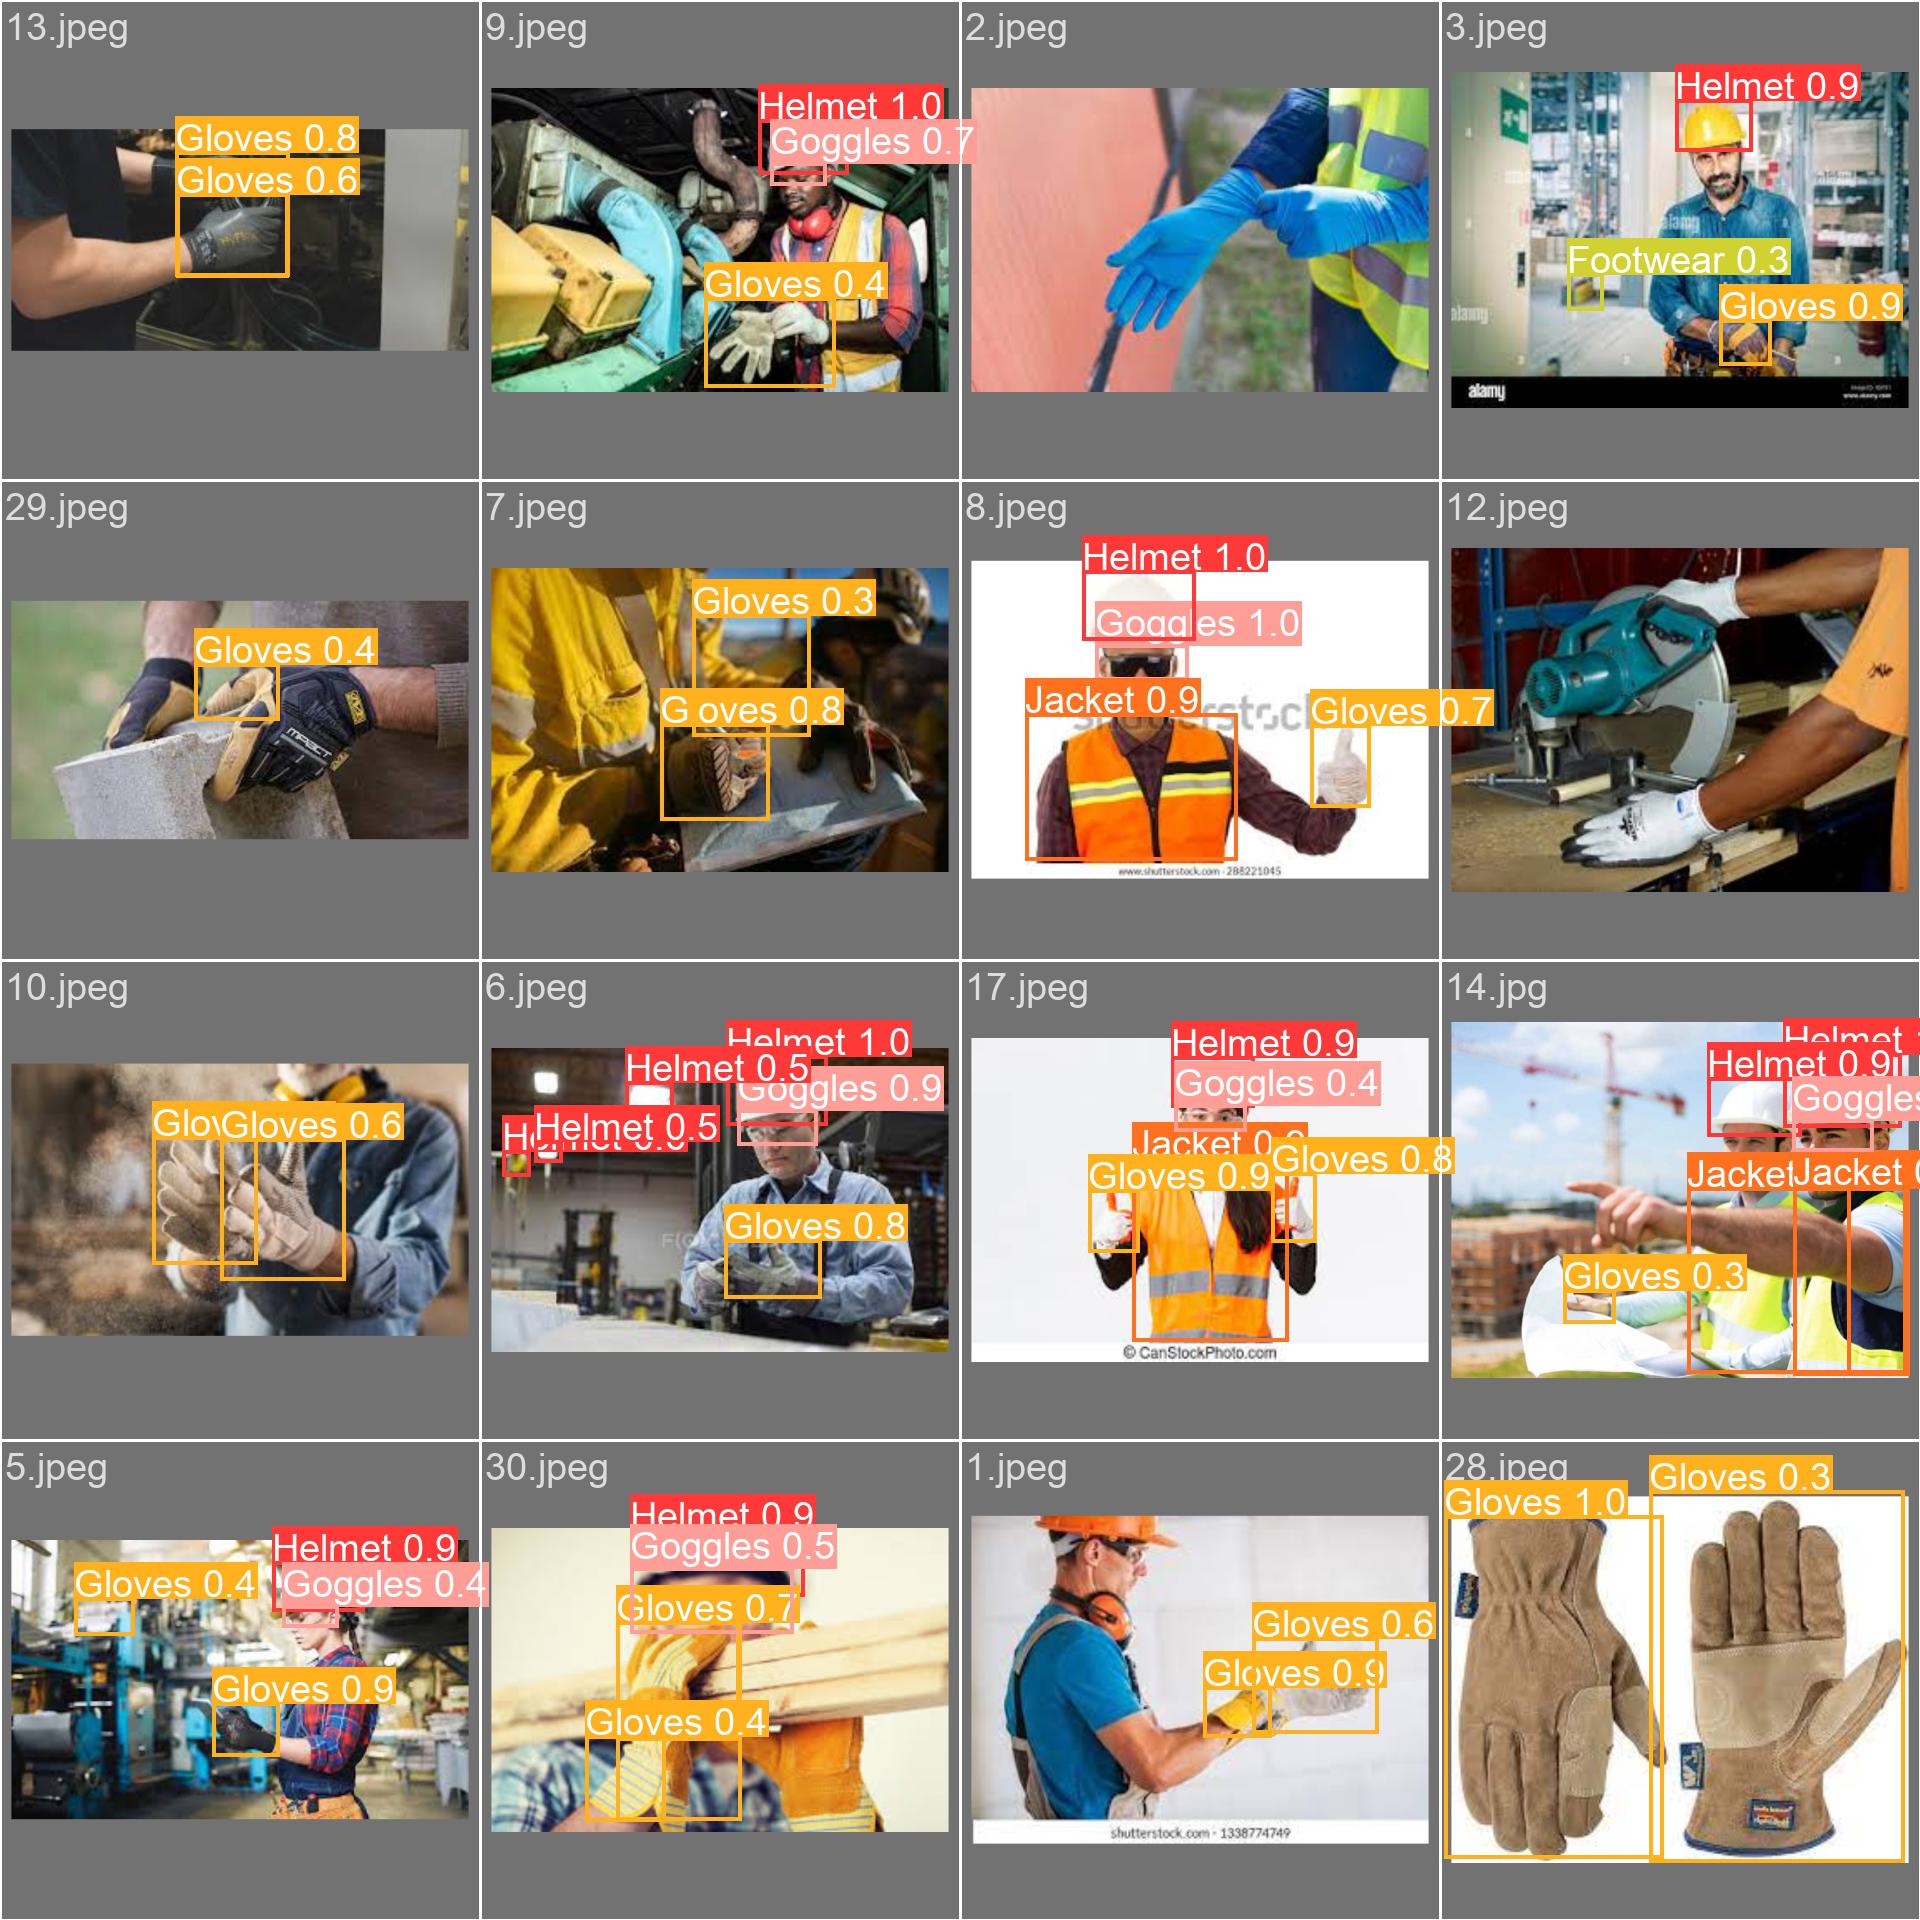 13.jpeg
Gloves 0.8
Gloves 0.6
9.jpeg
Helmet 1.0
Goggles 0.7
Gloves 0.4
2.jpeg
3.jpeg
Helmet 0.9
alamy
Footwear 0.3
Gloves 0.9
alamy
alamy
www.alamy.com
29.jpeg
Gloves 0.4
MPACT
7.jpeg
Gloves 0.3
G oves 0.8
8.jpeg
Helmet 1.0
Goggles 1.0
Jacket 0.9
Gloves 0.7
www.shutterstock.com · 288221045
12.jpeg
10.jpeg
Gloves 0.6
6.jpeg
Helmet 1.0
Helmet 0.5
Goggles 0.9
Helmet 0.5
Gloves 0.8
17.jpeg
Helmet 0.9
Goggles 0.4
Jacket
Gloves 0.9
Gloves 0.8
© CanStockPhoto.com
14.jpg
Helmet
Helmet 0.9
Goggles
Jacket
Jacket
Gloves 0.3
5.jpeg
Helmet 0.9
Gloves 0.4
Goggles 0.4
Gloves 0.9
30.jpeg
Helmet 0.9
Goggles 0.5
Gloves 0.7
Gloves 0.4
1.jpeg
Gloves 0.6
Gloves 0.9
shutterstock.com · 1338774749
28.jpeg
Gloves 0.3
Gloves 1.0